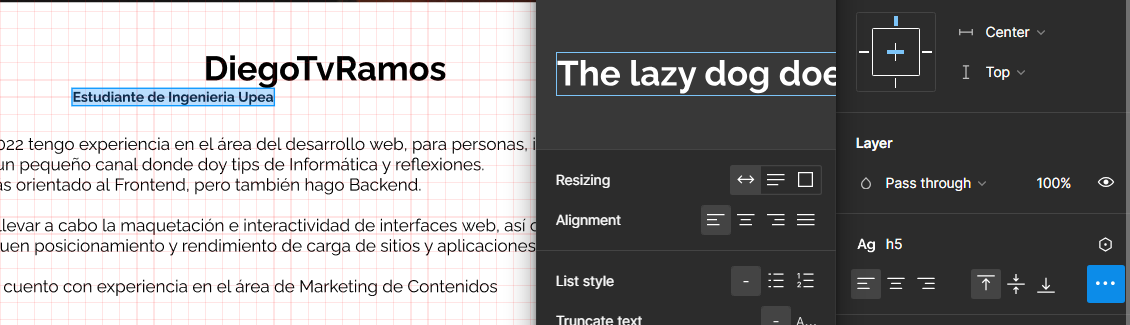 DiegoTvRamos
Estudiante de Ingenieria Upea
022 tengo experiencia en el área del desarrollo web, para personas, i
un pequeño canal donde doy tips de Informática y reflexiones.
ás orientado al Frontend, pero también hago Backend.
llevar a cabo la maquetación e interactividad de interfaces web, así c
uen posicionamiento y rendimiento de carga de sitios y aplicaciones
cuento con experiencia en el área de Marketing de Contenidos
The lazy dog doe
Resizing
Alignment
List style
-
Truncate text
-
A...
Center
Top
Layer
Pass through
100%
Ag h5